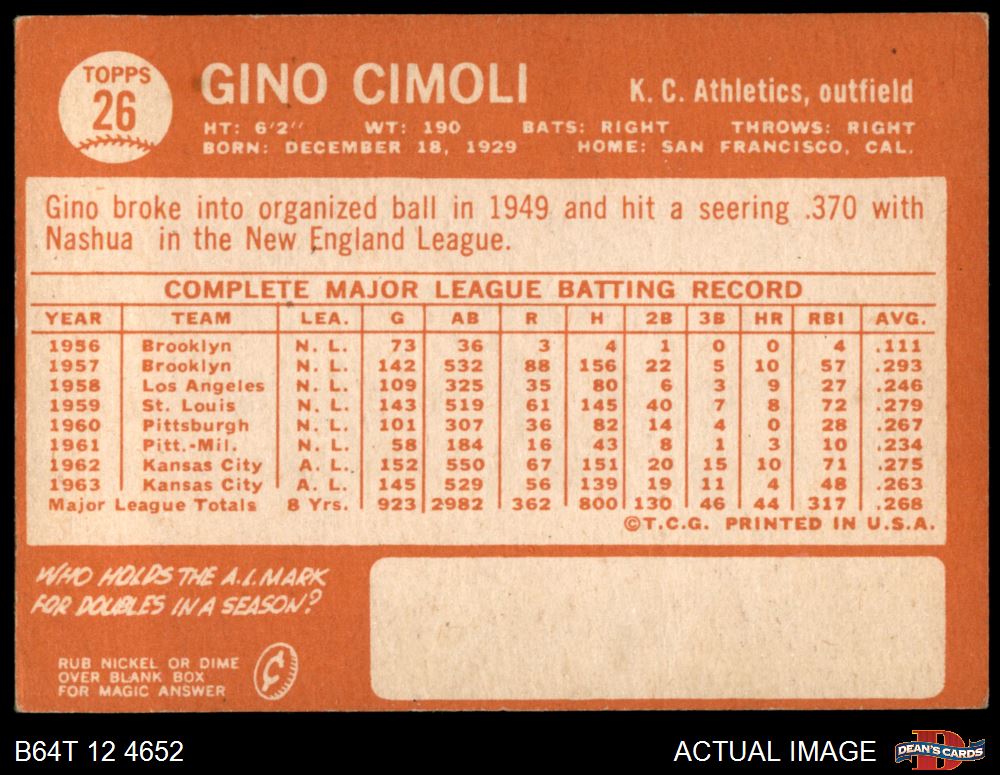 TOPPS
26
GINO CIMOLI
K. C. Athletics, outfield
HT: 6'2" WT: 190 BATS: RIGHT THROWS: RIGHT
BORN: DECEMBER 18, 1929 HOME: SAN FRANCISCO, CAL.
Gino broke into organized ball in 1949 and hit a seering .370 with
Nashua in the New England League.
COMPLETE MAJOR LEAGUE BATTING RECORD
YEAR TEAM LEA. G AB R H 2B 3B HR RBI AVG.
1956 Brooklyn N. L. 73 36 3 4 1 0 0 4 .111
1957 Brooklyn N. L. 142 532 88 156 22 5 10 57 .293
1958 Los Angeles N. L. 109 325 35 80 6 3 9 27 .246
1959 St. Louis N. L. 143 519 61 145 40 7 8 72 .279
1960 Pittsburgh N. L. 101 307 36 82 14 4 0 28 .267
1961 Pitt.-Mil. N. L. 58 184 16 43 8 1 3 10 .234
1962 Kansas City A. L. 152 550 67 151 20 15 10 71 .275
1963 Kansas City A. L. 145 529 56 139 19 11 4 48 .263
Major League Totals 8 Yrs. 923 2982 362 800 130 46 44 317 .268
©T.C.G. PRINTED IN U.S.A.
WHO HOLDS THE A.L. MARK
FOR DOUBLES IN A SEASON?
RUB NICKEL OR DIME
OVER BLANK BOX
FOR MAGIC ANSWER
¢
B64T 12 4652
ACTUAL IMAGE
DEAN'S CARDS